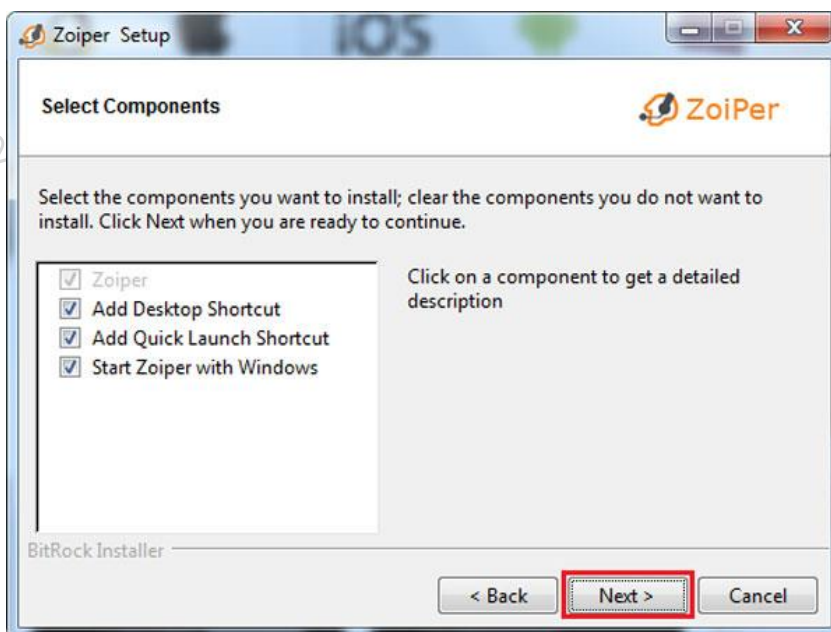 Zoiper Setup
iOS
Select Components
ZoiPer
Select the components you want to install; clear the components you do not want to
install. Click Next when you are ready to continue.
Zoiper
Add Desktop Shortcut
Add Quick Launch Shortcut
Start Zoiper with Windows
Click on a component to get a detailed
description
BitRock Installer
< Back
Next >
Cancel